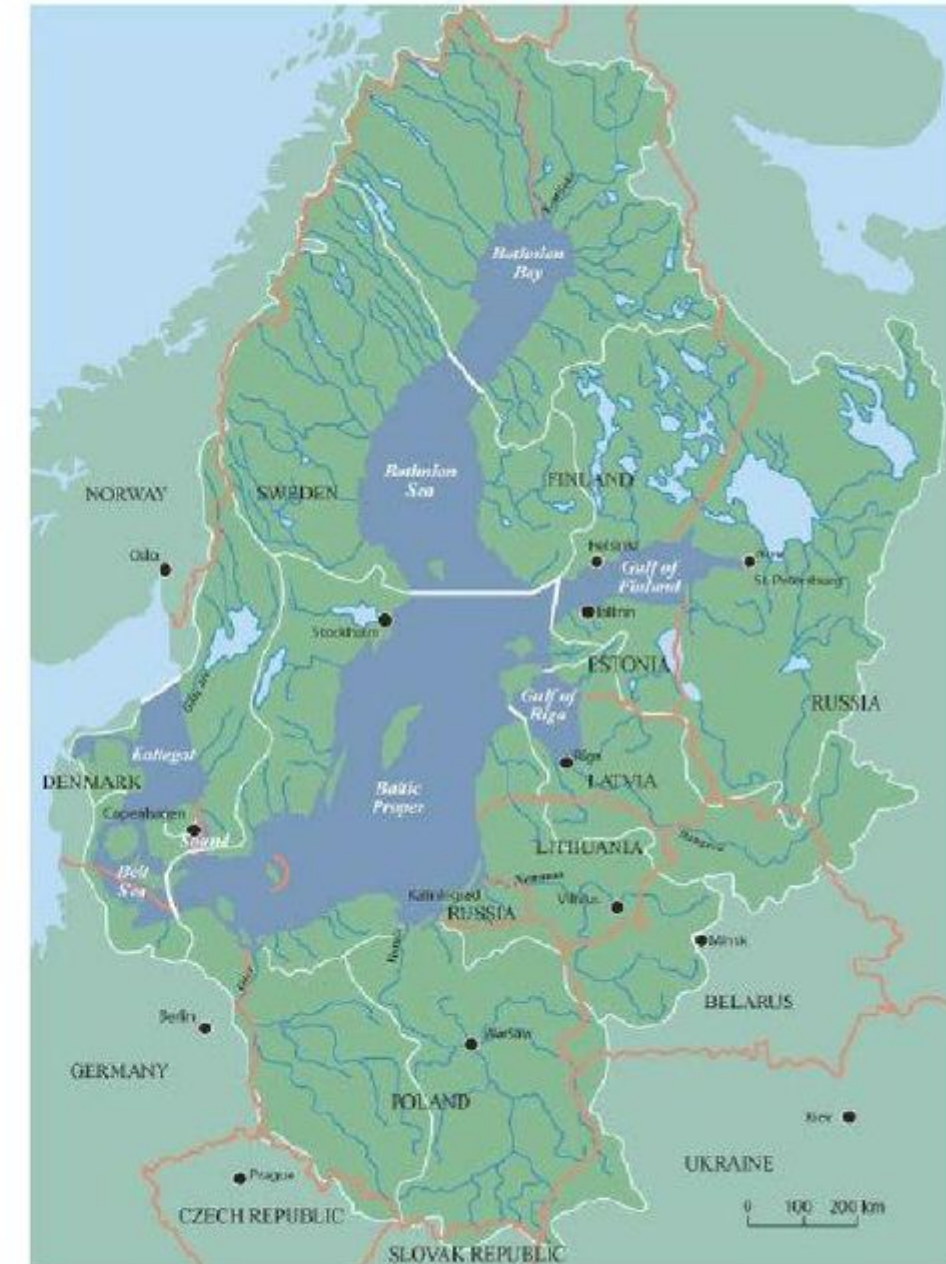 Bothnian
Bay
Bothnian
Sea
NORWAY
SWEDEN
FINLAND
Oslo
Helsinki
Gulf of
Finland
St. Petersburg
Stockholm
Tallinn
ESTONIA
Gulf of
Riga
RUSSIA
Kattegat
Riga
DENMARK
LATVIA
Baltic
Proper
Copenhagen
Sound
LITHUANIA
Belt
Sea
Nemunas
Kaliningrad
RUSSIA
Vilnius
Minsk
Oder
BELARUS
Berlin
Warsaw
GERMANY
POLAND
Kiev
UKRAINE
Prague
0 100 200 km
CZECH REPUBLIC
SLOVAK REPUBLIC